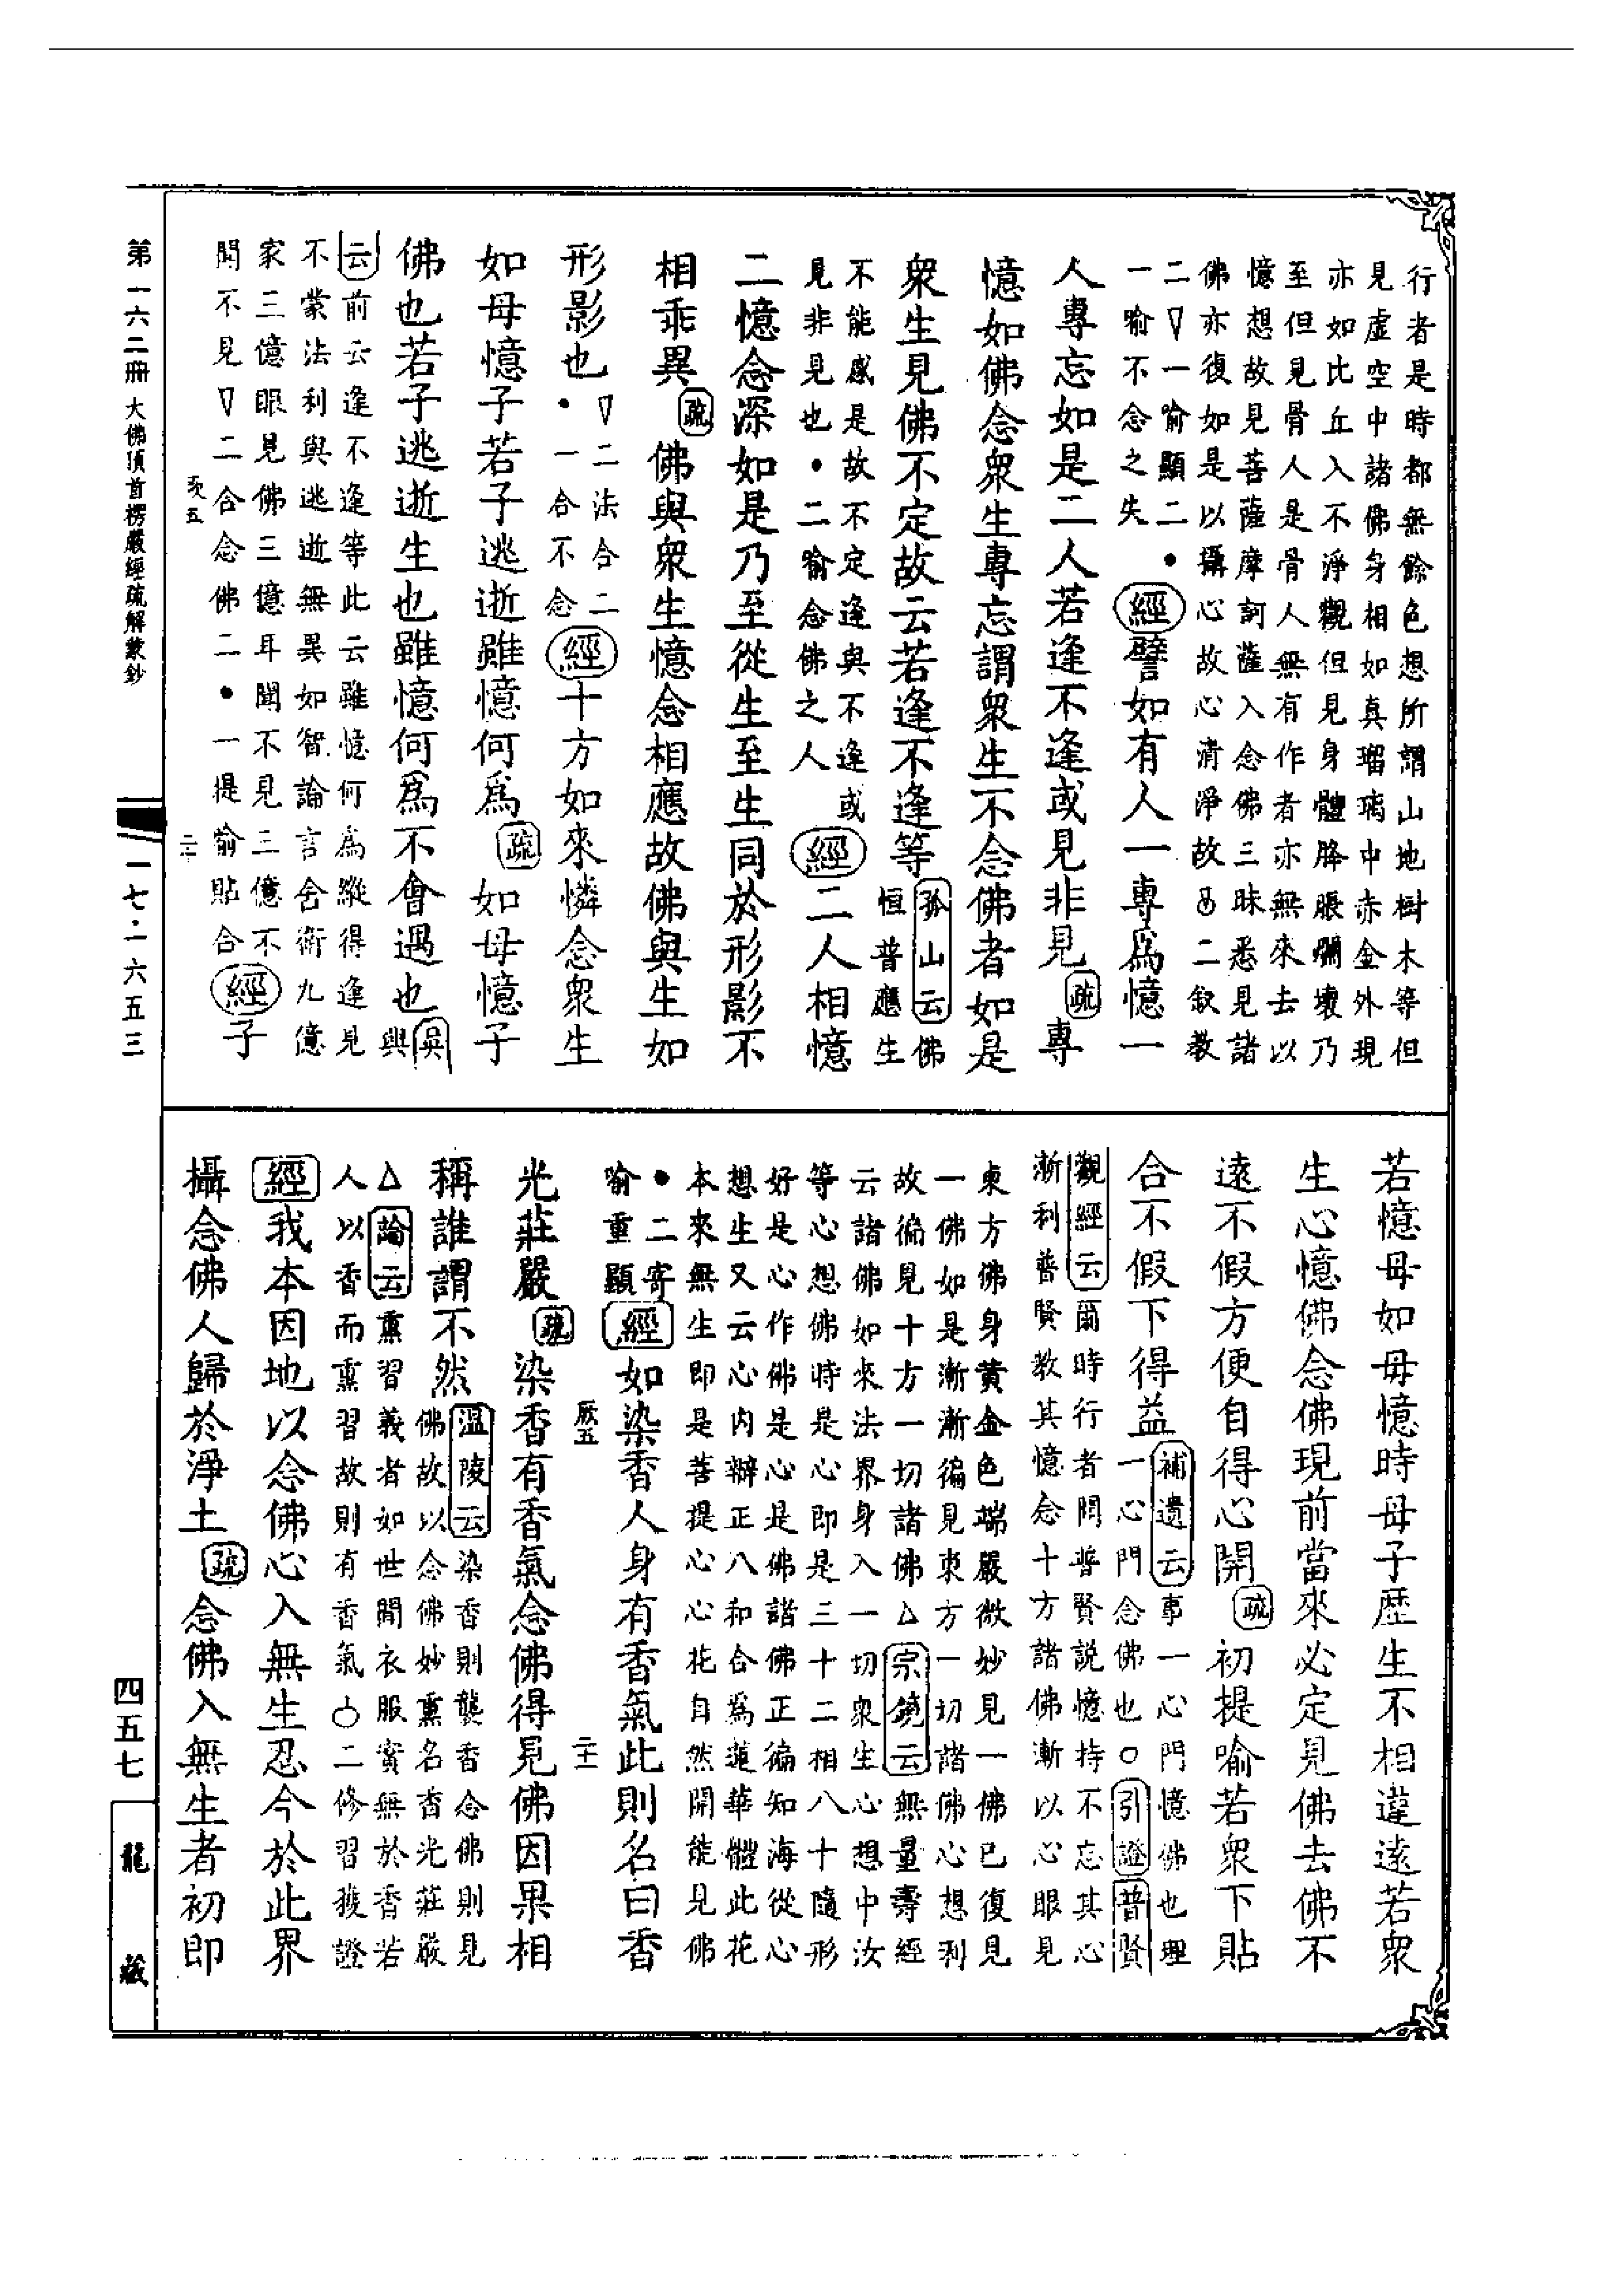 行者是時都無餘色想所謂山地樹木等但
見虛空中諸佛身相如真瑠璃中赤金外現
亦如比丘入不淨觀但見身體胮脹爛壞乃
至但見骨人是骨人無有作者亦無來去以
憶想故見菩薩摩訶薩入念佛三昧悉見諸
佛亦復如是以攝心故心清淨故 二敘教
二▽一喻顯二
一喻不念之失•經譬如有人一專爲憶一
人專忘如是二人若逢不逢或見非見疏專
憶如佛念衆生專忘謂衆生不念佛者如是
衆生見佛不定故云若逢不逢等孤山云佛恒普應生
不能感是故不定逢與不逢或
見非見也•二喻念佛之人經二人相憶
二憶念深如是乃至從生至生同於形影不
相乖異疏佛與衆生憶念相應故佛與生如
形影也▽二法合二•一合不念經十方如來憐念衆生
如母憶子若子逃逝雖憶何爲疏如母憶子
佛也若子逃逝生也雖憶何爲不會遇也吳興
云前云逢不逢等此云雖憶何爲縱得逢見
不蒙法利與逃逝無異如智論言舍衛九億
家三億眼見佛三億耳聞不見三億不
聞不見▽二合念佛二•一提喻貼合經子
二十
第一六二冊 大佛頂首楞嚴經疏解蒙鈔
一七·一六五三
若憶母如母憶時母子歷生不相違遠若衆
生心憶佛念佛現前當來必定見佛去佛不
遠不假方便自得心開疏初提喻若衆下貼
合不假下得益補遺云事一心門憶佛也理
一心門念佛也○引證普賢
觀經云爾時行者聞普賢說憶持不忘其心
漸利普賢教其憶念十方諸佛漸以心眼見
東方佛身黃金色端嚴微妙見一佛已復見
一佛如是漸漸徧見東方一切諸佛心想利
故徧見十方一切諸佛△宗鏡云無量壽經
云諸佛如來法界身入一切衆生心想中汝
等心想佛時是心即是三十二相八十隨形
好是心作佛是心是佛諸佛正徧知海從心
想生又云心內辦正八和合爲蓮華體此花
本來無生即是菩提心心花自然開能見佛
•二寄喻重顯經如染香人身有香氣此則名曰香
二十一
光莊嚴疏染香有香氣念佛得見佛因果相
稱誰謂不然溫陵云染香則襲香念佛則見
佛故以念佛妙熏名香光莊嚴
△論云熏習義者如世間衣服實無於香若
人以香而熏習故則有香氣○二修習獲證
經我本因地以念佛心入無生忍今於此界
攝念佛人歸於淨土疏念佛入無生者初即
四五七
龍藏